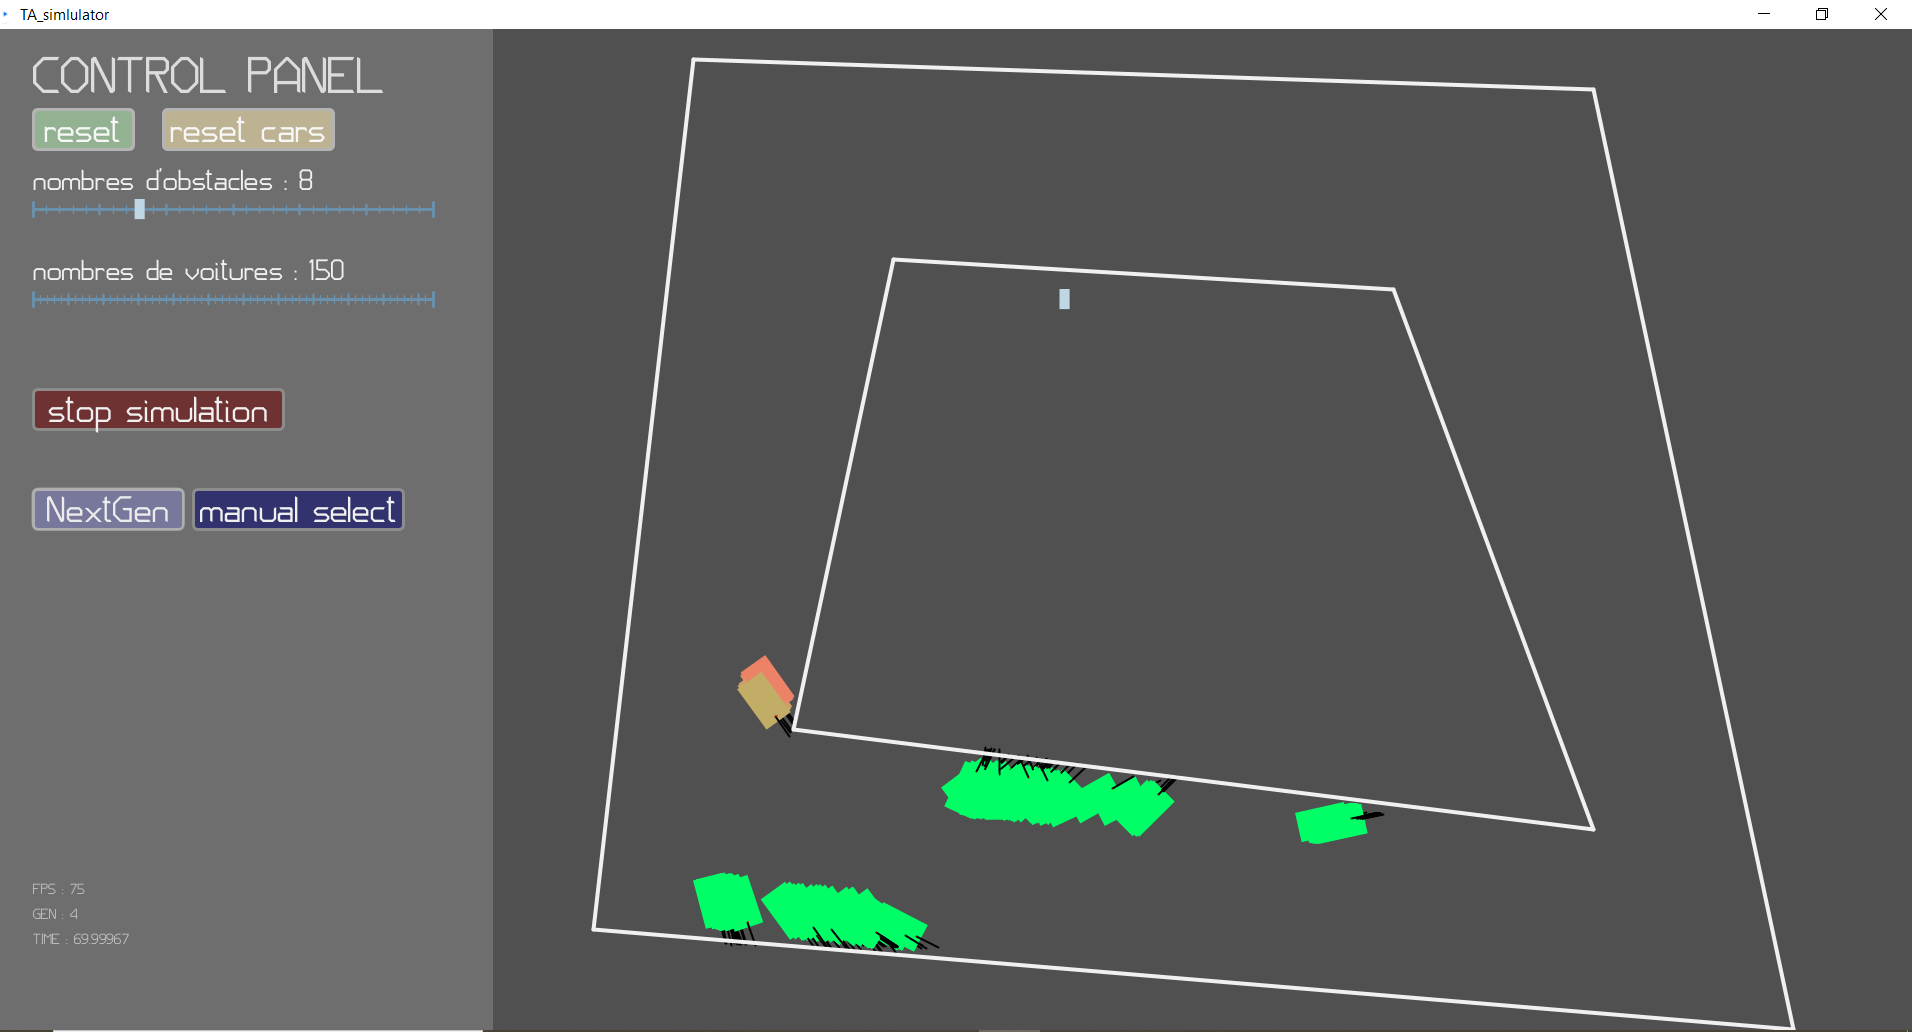 TA_simlulator
CONTROL PANEL
reset
reset cars
nombres d'obstacles : 8
nombres de voitures : 150
stop simulation
NextGen
manual select
FPS : 75
GEN : 4
TIME : 69.99967